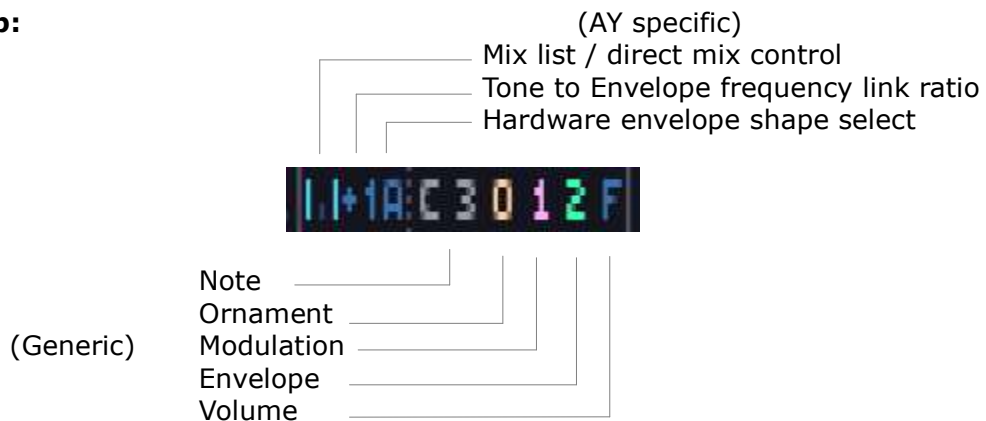 (AY specific)
Mix list / direct mix control
Tone to Envelope frequency link ratio
Hardware envelope shape select
+1A C 3 0 1 2 F
Note
Ornament
(Generic) Modulation
Envelope
Volume